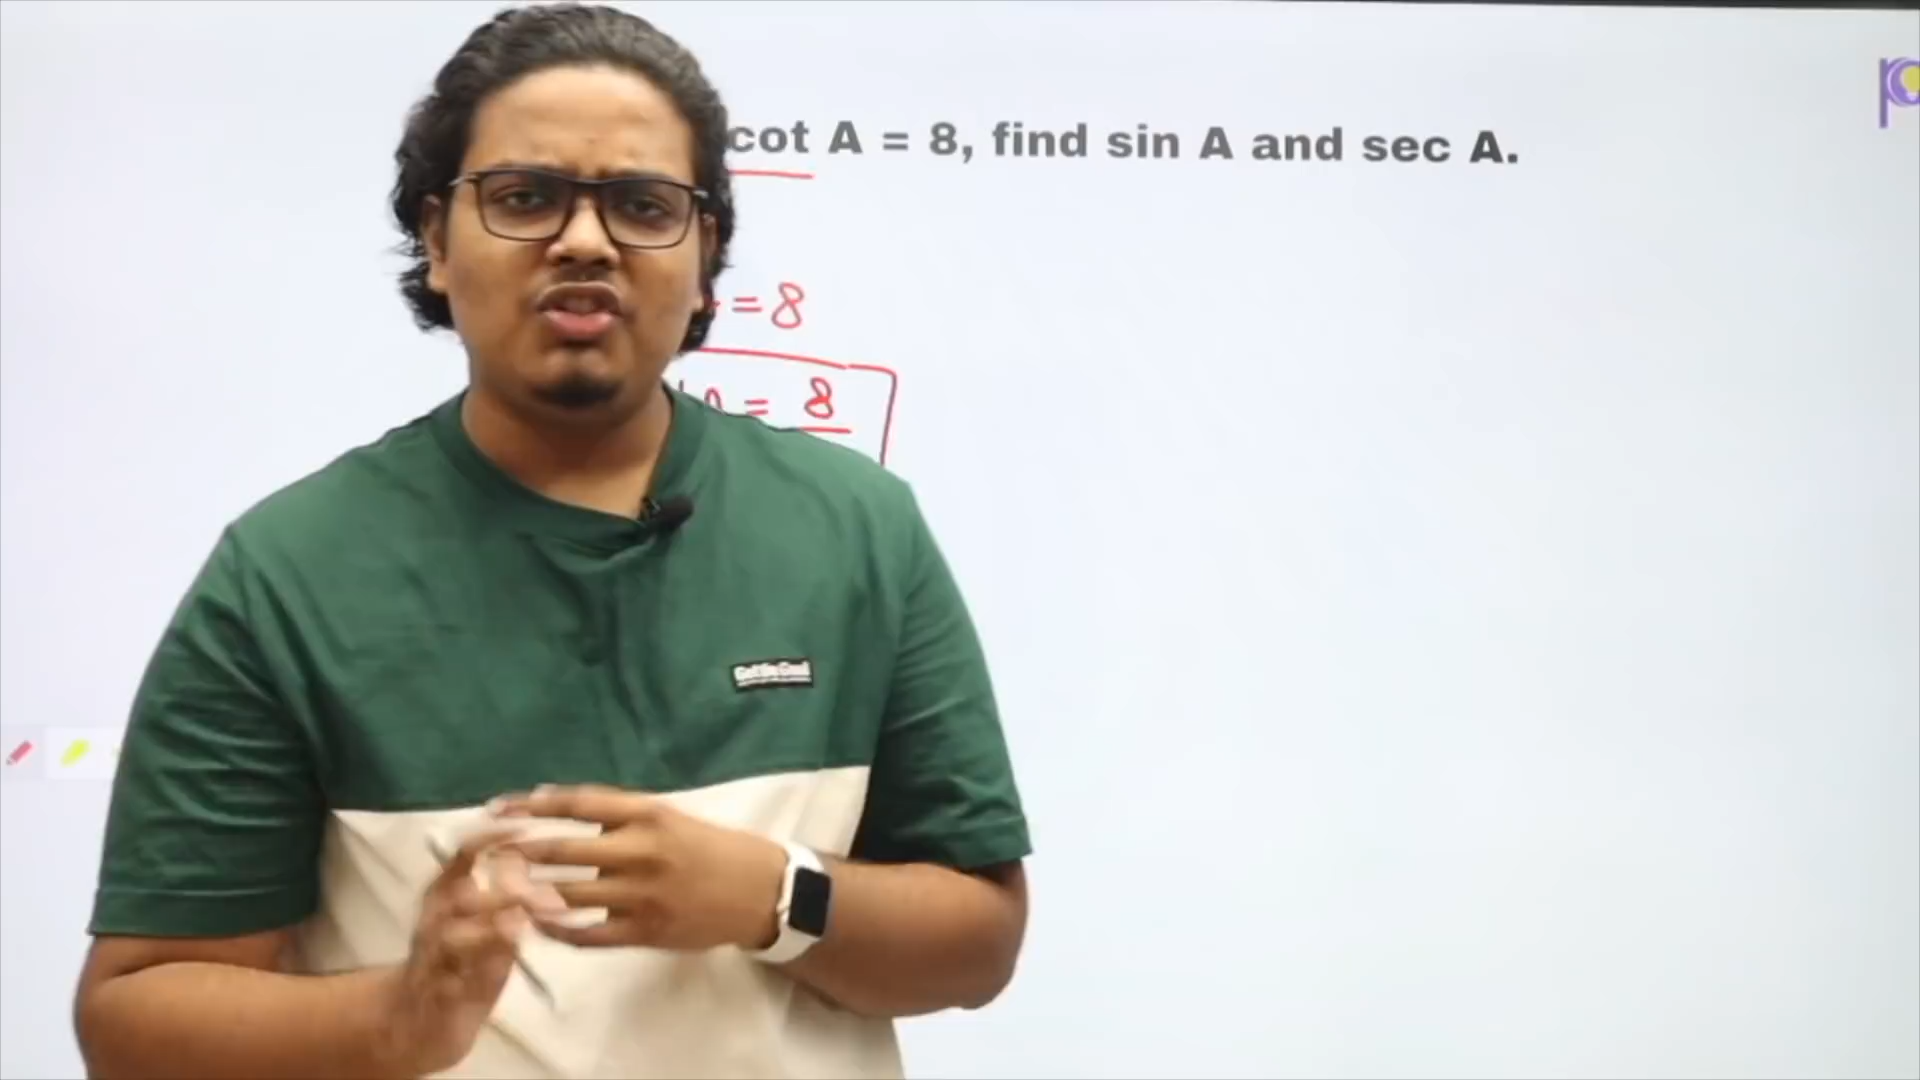 cot A = 8, find sin A and sec A.
= 8
= 8